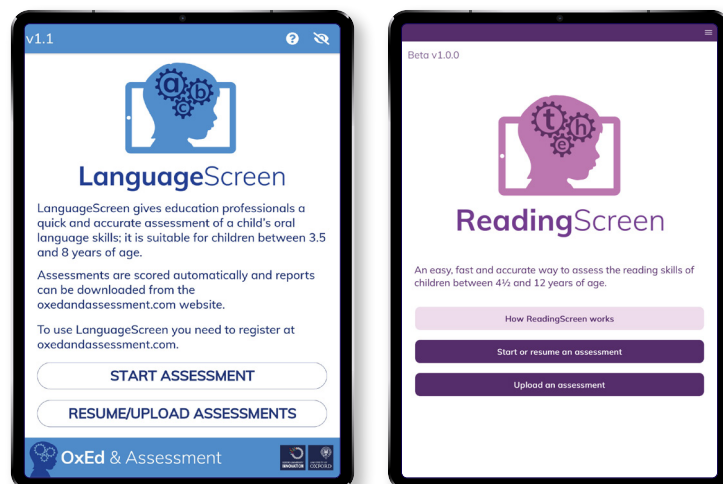 v1.1
?
a
b
c
LanguageScreen
LanguageScreen gives education professionals a
quick and accurate assessment of a child's oral
language skills; it is suitable for children between 3.5
and 8 years of age.
Assessments are scored automatically and reports
can be downloaded from the
oxedandassessment.com website.
To use LanguageScreen you need to register at
oxedandassessment.com.
START ASSESSMENT
RESUME/UPLOAD ASSESSMENTS
OxEd & Assessment
INNOVATION
UNIVERSITY OF
OXFORD
Beta v1.0.0
t
h
e
ReadingScreen
An easy, fast and accurate way to assess the reading skills of
children between 4½ and 12 years of age.
How ReadingScreen works
Start or resume an assessment
Upload an assessment